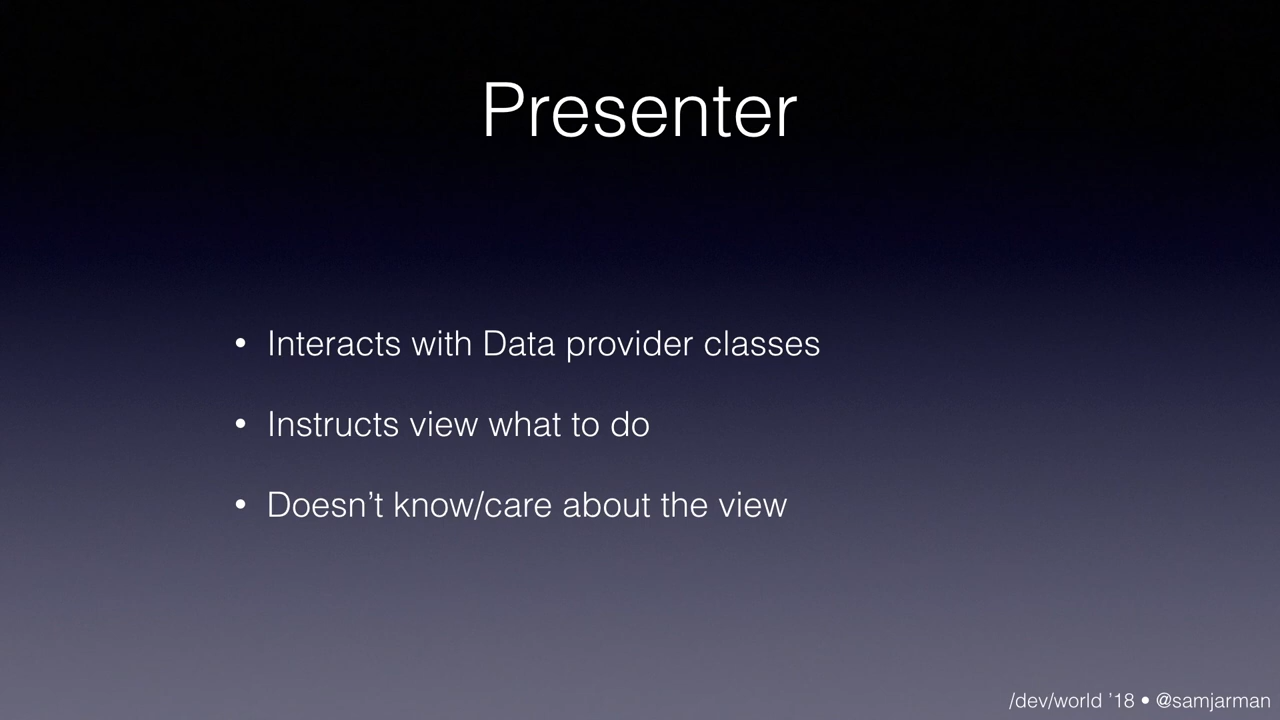 Presenter
• Interacts with Data provider classes
• Instructs view what to do
• Doesn’t know/care about the view
/dev/world ’18 • @samjarman